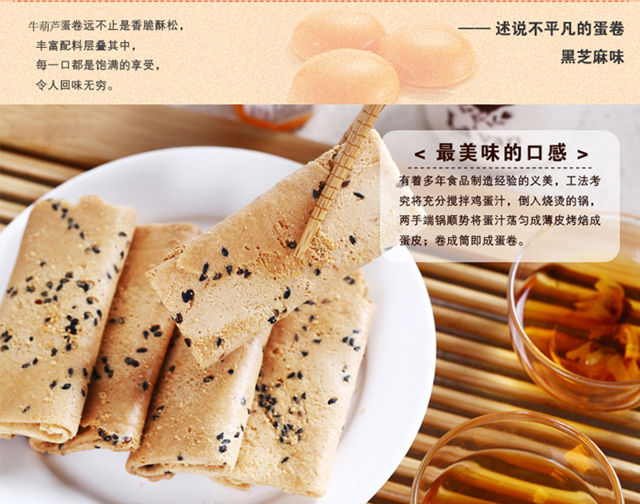 牛葫芦蛋卷远不止是香脆酥松，
丰富配料层叠其中，
每一口都是饱满的享受，
令人回味无穷。
—— 述说不平凡的蛋卷
黑芝麻味
< 最美味的口感 >
有着多年食品制造经验的义美，工法考
究将充分搅拌鸡蛋汁，倒入烧烫的锅，
两手端锅顺势将蛋汁荡匀成薄皮烤焙成
蛋皮；卷成筒即成蛋卷。